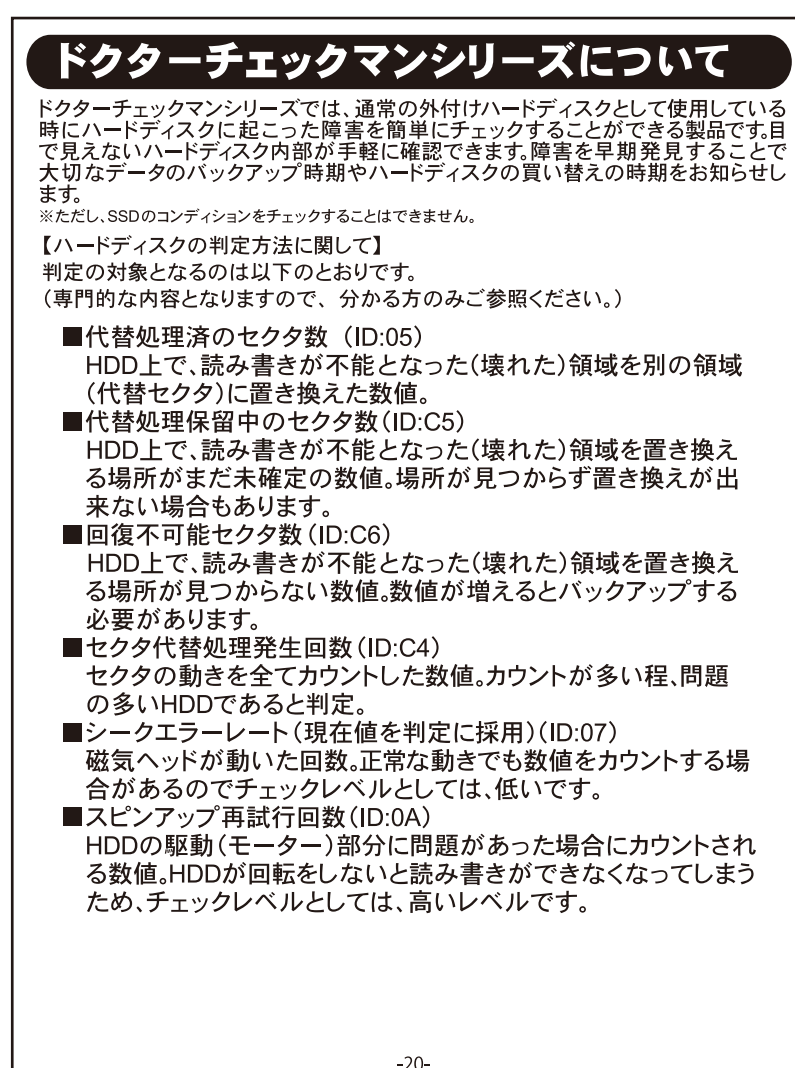 ドクターチェックマンシリーズについて
ドクターチェックマンシリーズでは、通常の外付けハードディスクとして使用している
時にハードディスクに起こった障害を簡単にチェックすることができる製品です。目
で見えないハードディスク内部が手軽に確認できます。障害を早期発見することで
大切なデータのバックアップ時期やハードディスクの買い替えの時期をお知らせし
ます。
※ただし、SSDのコンディションをチェックすることはできません。
【ハードディスクの判定方法に関して】
判定の対象となるのは以下のとおりです。
（専門的な内容となりますので、分かる方のみご参照ください。）
■代替処理済のセクタ数（ID:05）
HDD上で、読み書きが不能となった（壊れた）領域を別の領域
（代替セクタ）に置き換えた数値。
■代替処理保留中のセクタ数（ID:C5）
HDD上で、読み書きが不能となった（壊れた）領域を置き換え
る場所がまだ未確定の数値。場所が見つからず置き換えが出
来ない場合もあります。
■回復不可能セクタ数（ID:C6）
HDD上で、読み書きが不能となった（壊れた）領域を置き換え
る場所が見つからない数値。数値が増えるとバックアップする
必要があります。
■セクタ代替処理発生回数（ID:C4）
セクタの動きを全てカウントした数値。カウントが多い程、問題
の多いHDDであると判定。
■シークエラーレート（現在値を判定に採用）（ID:07）
磁気ヘッドが動いた回数。正常な動きでも数値をカウントする場
合があるのでチェックレベルとしては、低いです。
■スピンアップ再試行回数（ID:0A）
HDDの駆動（モーター）部分に問題があった場合にカウントされ
る数値。HDDが回転をしないと読み書きができなくなってしまう
ため、チェックレベルとしては、高いレベルです。
-20-